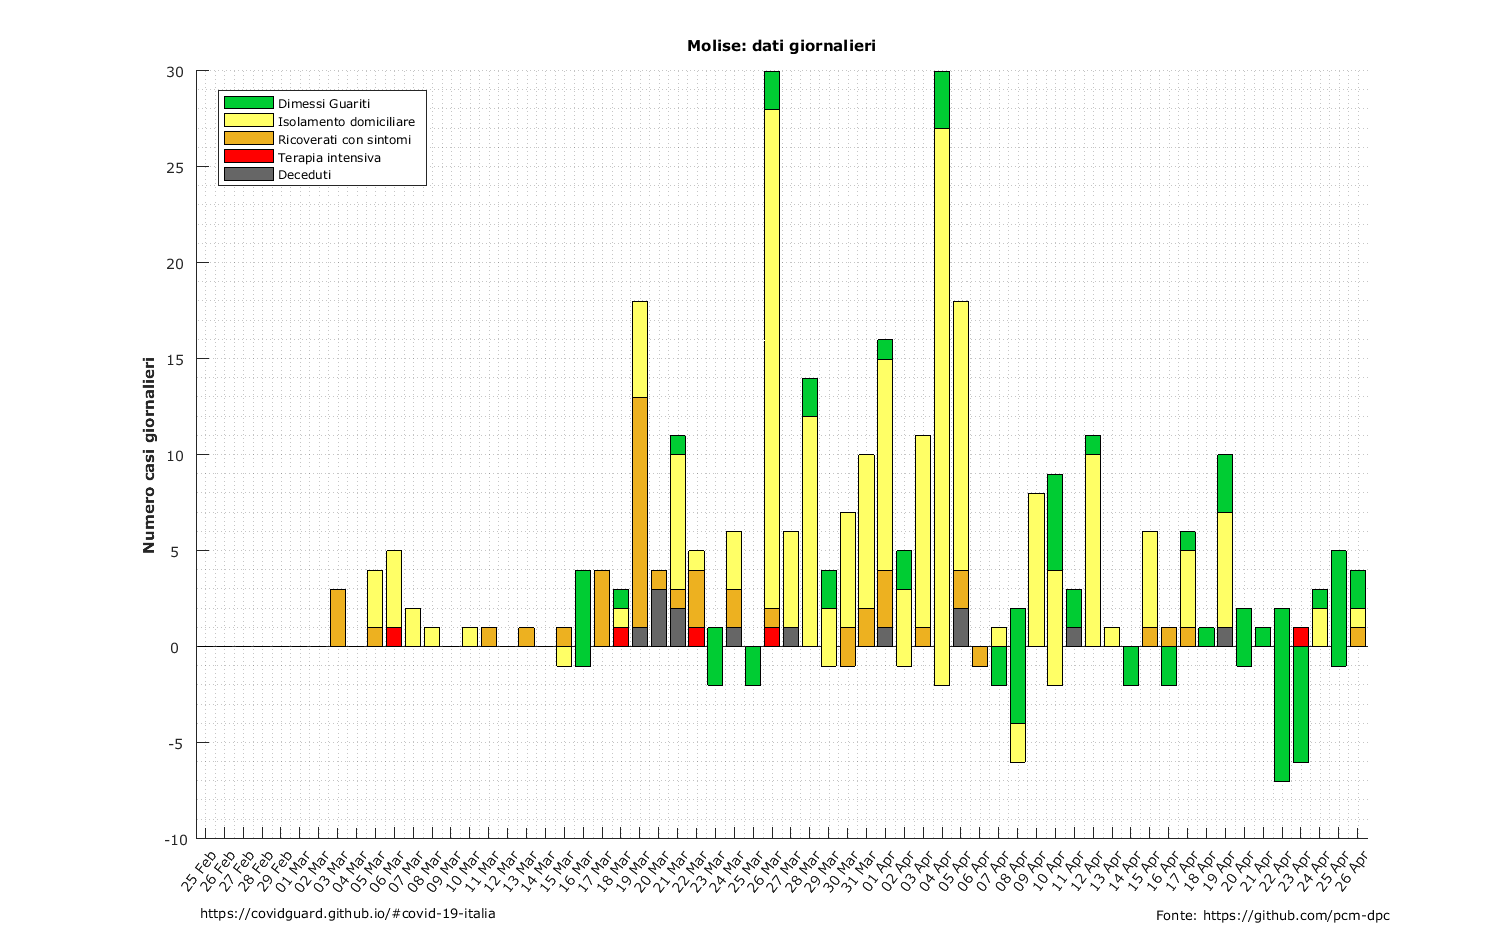 Molise: dati giornalieri
30
25
20
15
10
5
0
-5
-10
Numero casi giornalieri
Dimessi Guariti
Isolamento domiciliare
Ricoverati con sintomi
Terapia intensiva
Deceduti
25 Feb
26 Feb
27 Feb
28 Feb
29 Feb
01 Mar
02 Mar
03 Mar
04 Mar
05 Mar
06 Mar
07 Mar
08 Mar
09 Mar
10 Mar
11 Mar
12 Mar
13 Mar
14 Mar
15 Mar
16 Mar
17 Mar
18 Mar
19 Mar
20 Mar
21 Mar
22 Mar
23 Mar
24 Mar
25 Mar
26 Mar
27 Mar
28 Mar
29 Mar
30 Mar
31 Mar
01 Apr
02 Apr
03 Apr
04 Apr
05 Apr
06 Apr
07 Apr
08 Apr
09 Apr
10 Apr
11 Apr
12 Apr
13 Apr
14 Apr
15 Apr
16 Apr
17 Apr
18 Apr
19 Apr
20 Apr
21 Apr
22 Apr
23 Apr
24 Apr
25 Apr
26 Apr
https://covidguard.github.io/#covid-19-italia
Fonte: https://github.com/pcm-dpc